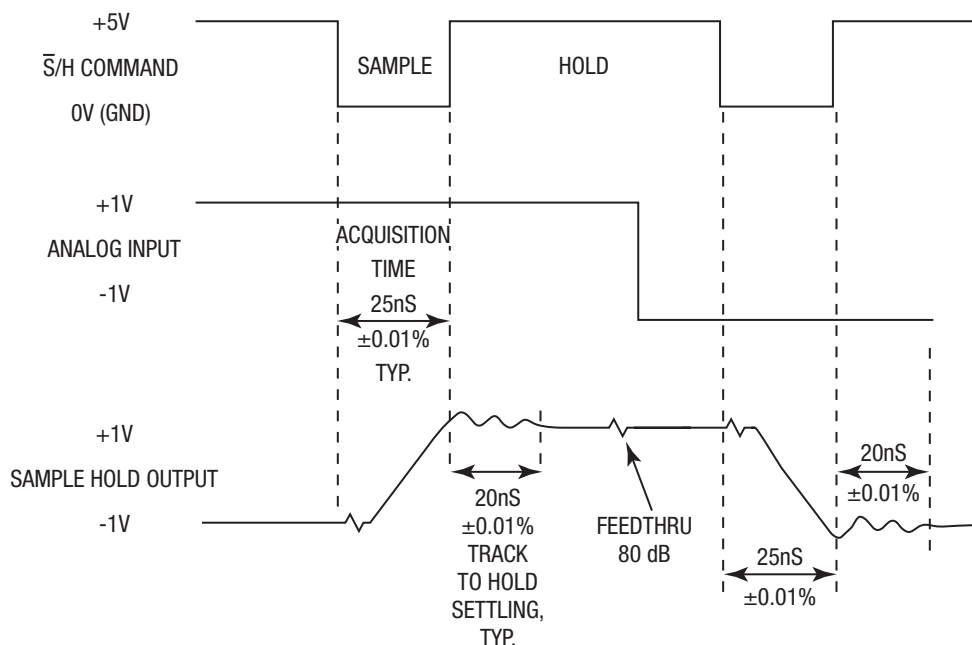 +5V
S̅/H COMMAND
0V (GND)
SAMPLE
HOLD
+1V
ANALOG INPUT
-1V
ACQUISITION
TIME
25nS
±0.01%
TYP.
+1V
SAMPLE HOLD OUTPUT
-1V
20nS
±0.01%
TRACK
TO HOLD
SETTLING,
TYP.
FEEDTHRU
80 dB
25nS
±0.01%
20nS
±0.01%